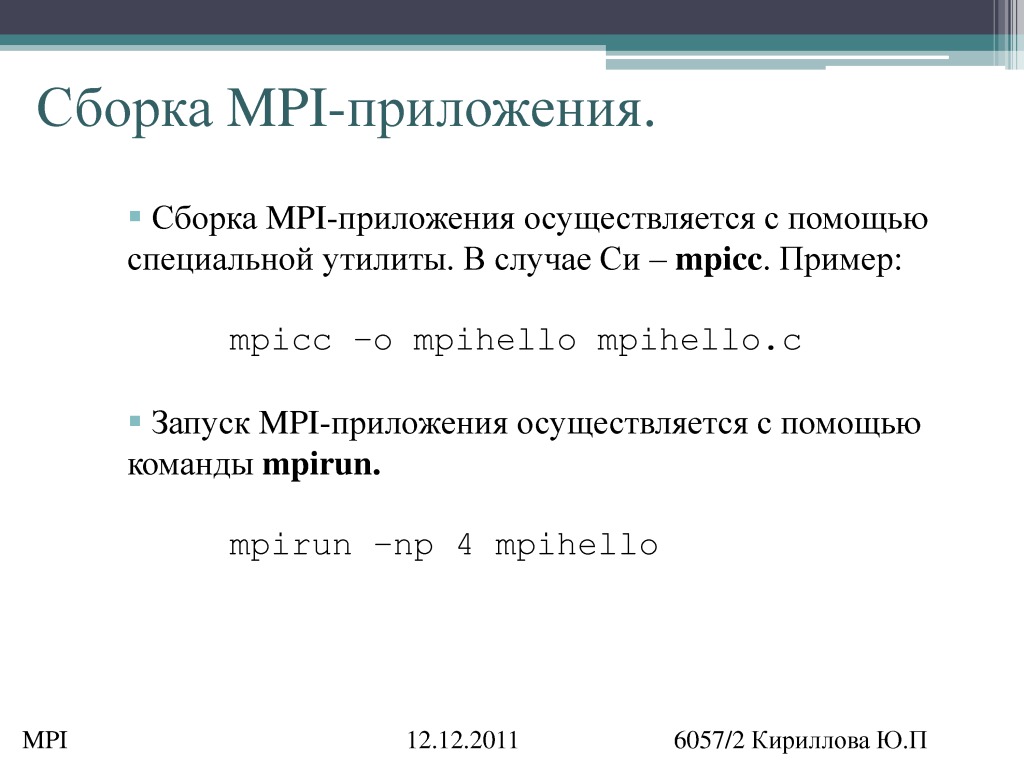 Сборка MPI-приложения.
▪ Сборка MPI-приложения осуществляется с помощью
специальной утилиты. В случае Си – mpicc. Пример:
mpicc –o mpihello mpihello.c
▪ Запуск MPI-приложения осуществляется с помощью
команды mpirun.
mpirun –np 4 mpihello
MPI 12.12.2011 6057/2 Кириллова Ю.П